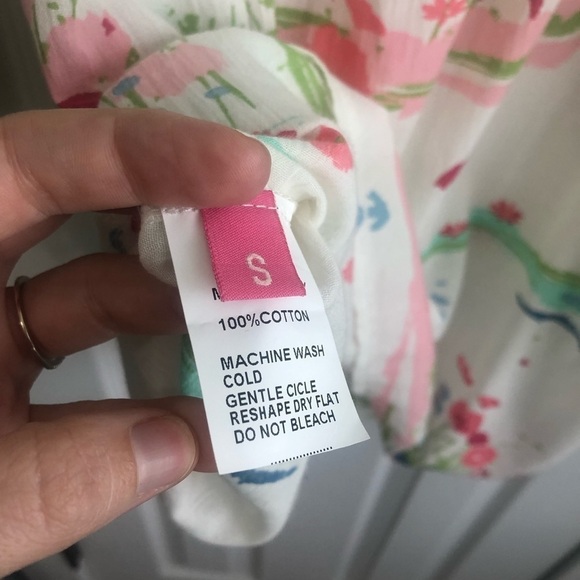 S
100%COTTON
MACHINE WASH
COLD
GENTLE CICLE
RESHAPE DRY FLAT
DO NOT BLEACH